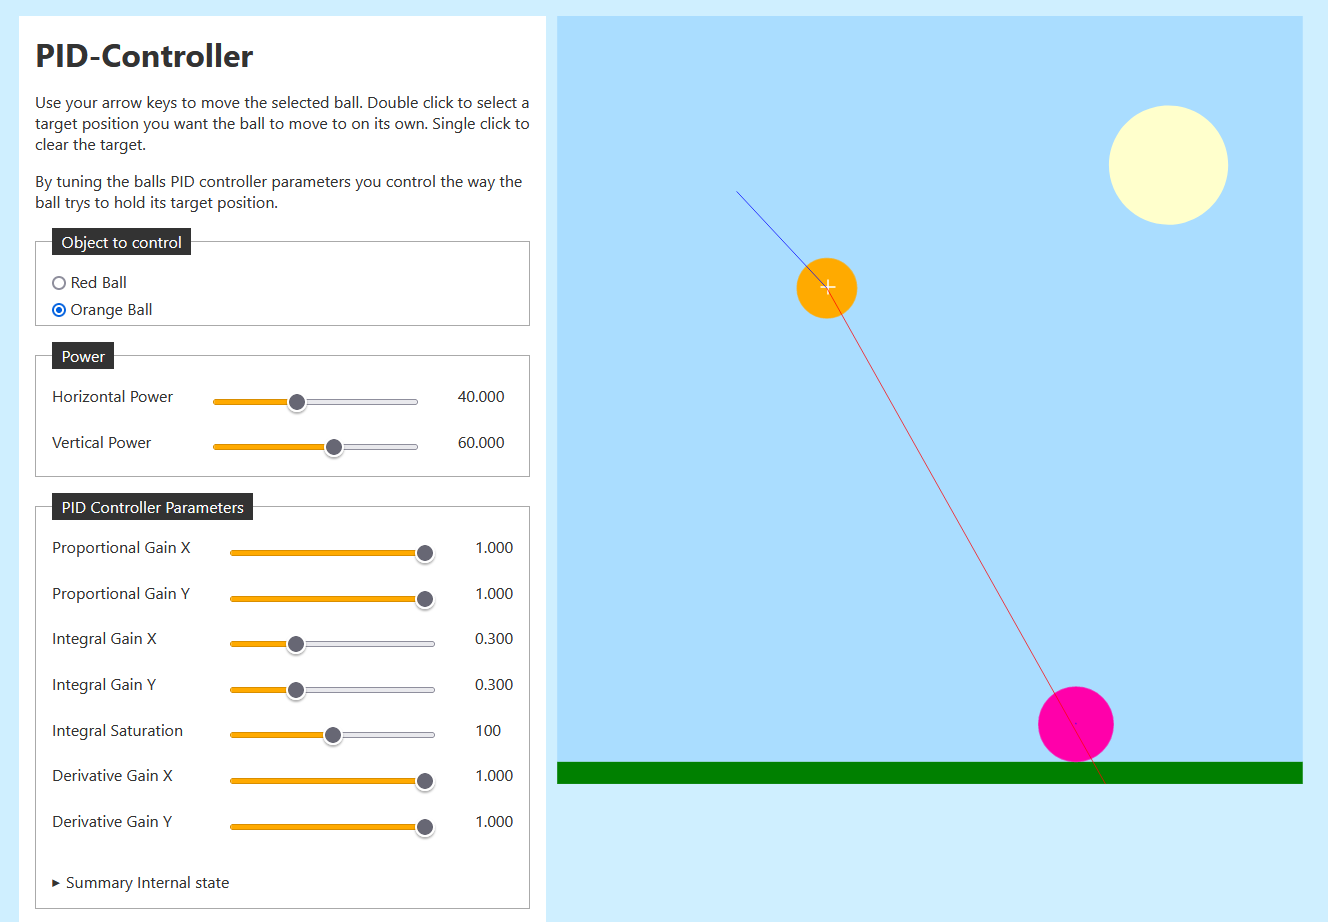 PID-Controller
Use your arrow keys to move the selected ball. Double click to select a
target position you want the ball to move to on its own. Single click to
clear the target.
By tuning the balls PID controller parameters you control the way the
ball trys to hold its target position.
Object to control
Red Ball
Orange Ball
Power
Horizontal Power 40.000
Vertical Power 60.000
PID Controller Parameters
Proportional Gain X 1.000
Proportional Gain Y 1.000
Integral Gain X 0.300
Integral Gain Y 0.300
Integral Saturation 100
Derivative Gain X 1.000
Derivative Gain Y 1.000
Summary Internal state